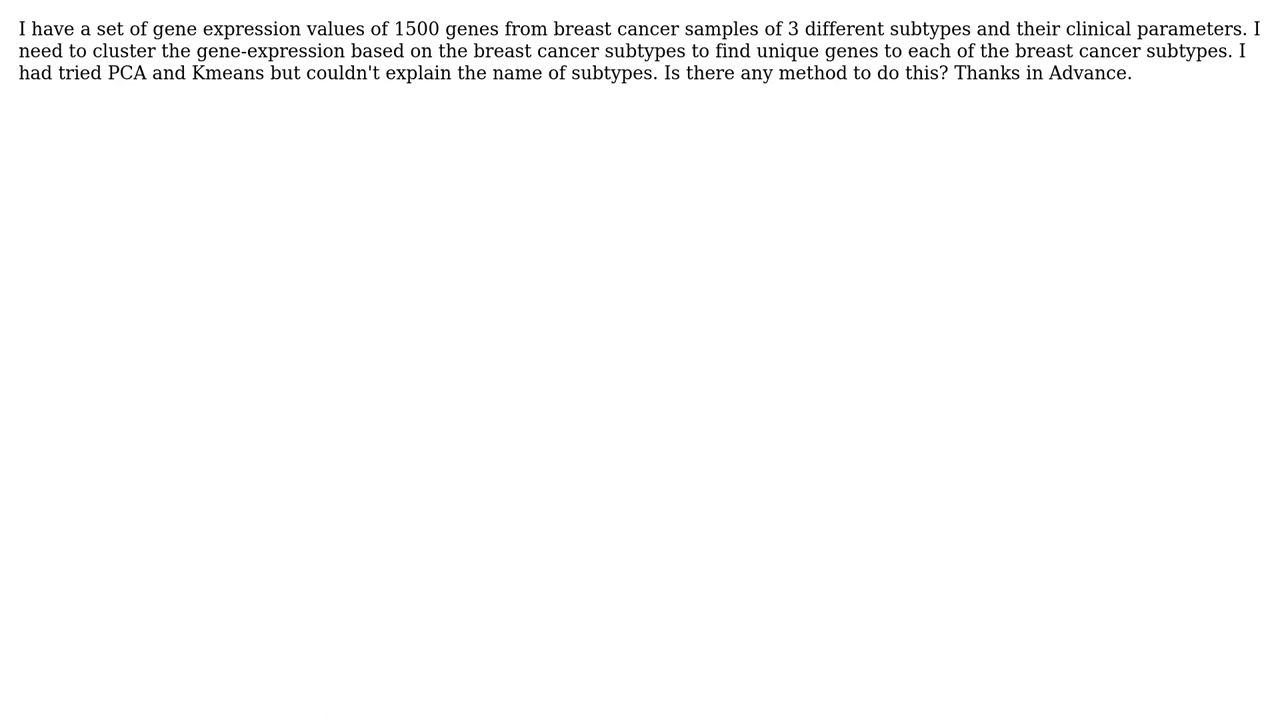 I have a set of gene expression values of 1500 genes from breast cancer samples of 3 different subtypes and their clinical parameters. I
need to cluster the gene-expression based on the breast cancer subtypes to find unique genes to each of the breast cancer subtypes. I
had tried PCA and Kmeans but couldn't explain the name of subtypes. Is there any method to do this? Thanks in Advance.